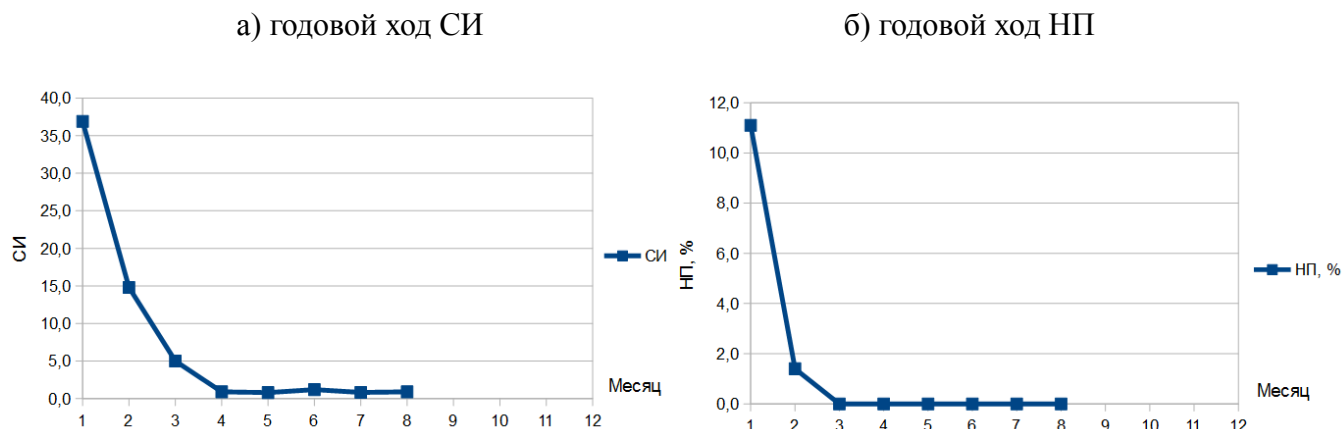 а) годовой ход СИ
40,0
35,0
30,0
25,0
20,0
15,0
10,0
5,0
0,0
СИ
1 2 3 4 5 6 7 8 9 10 11 12
Месяц
СИ
б) годовой ход НП
12,0
10,0
8,0
6,0
4,0
2,0
0,0
НП, %
1 2 3 4 5 6 7 8 9 10 11 12
Месяц
НП, %